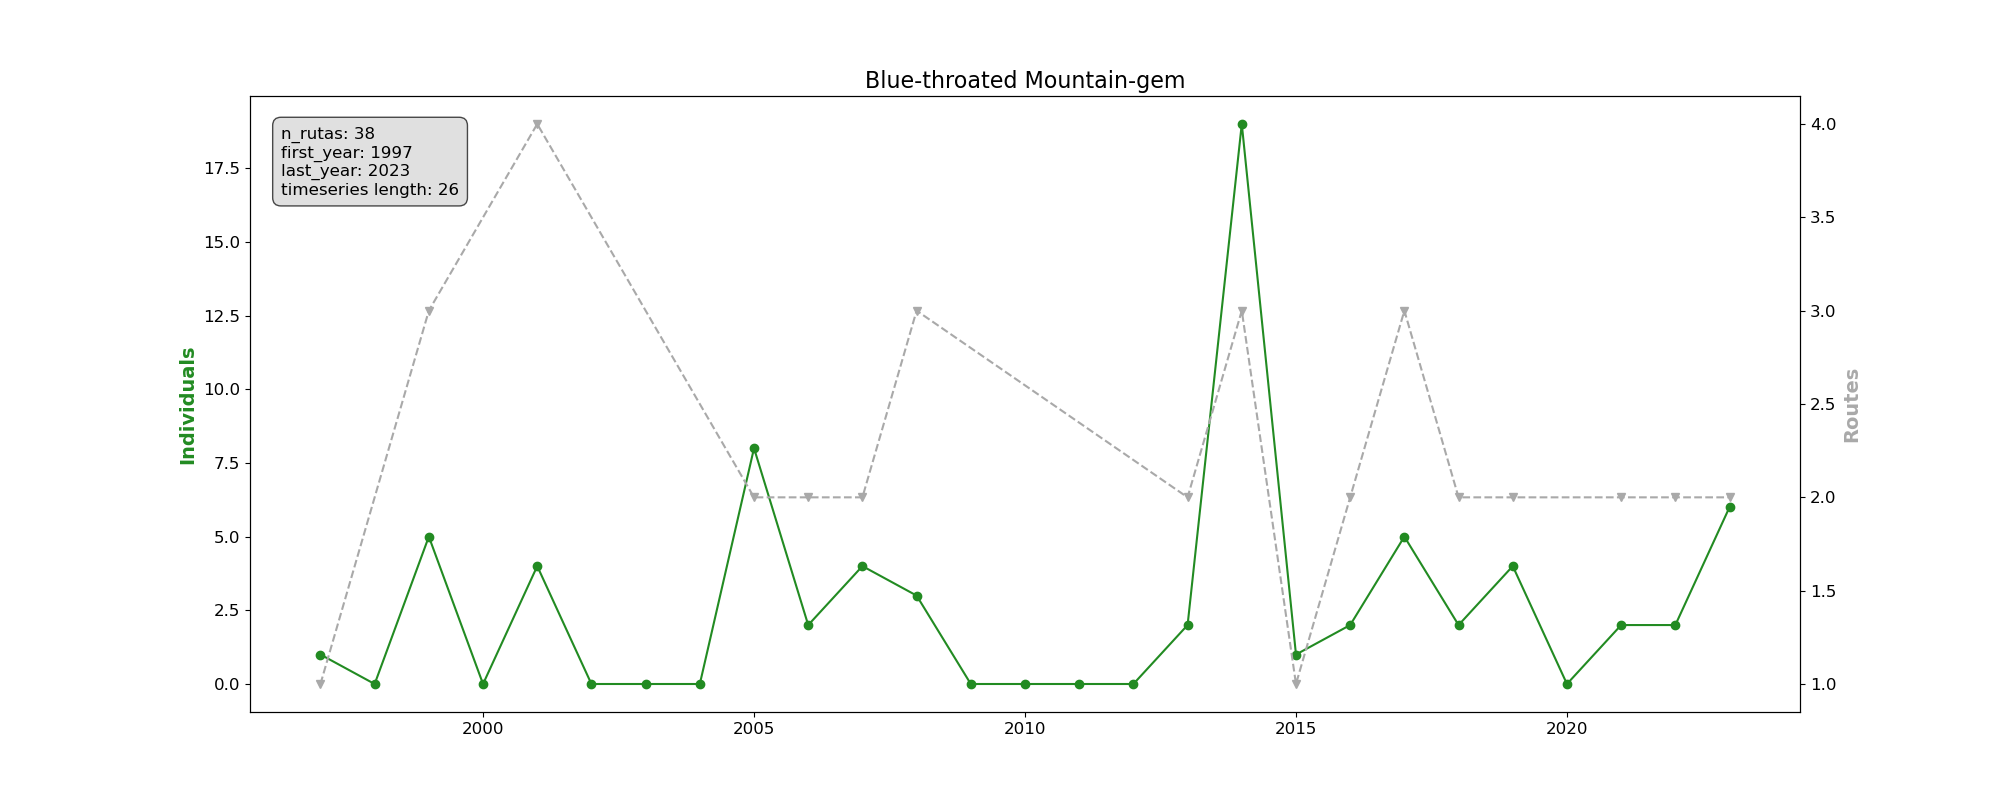 Blue-throated Mountain-gem
n_rutas: 38
first_year: 1997
last_year: 2023
timeseries length: 26
17.5
15.0
12.5
10.0
7.5
5.0
2.5
0.0
Individuals
4.0
3.5
3.0
2.5
2.0
1.5
1.0
Routes
2000 2005 2010 2015 2020